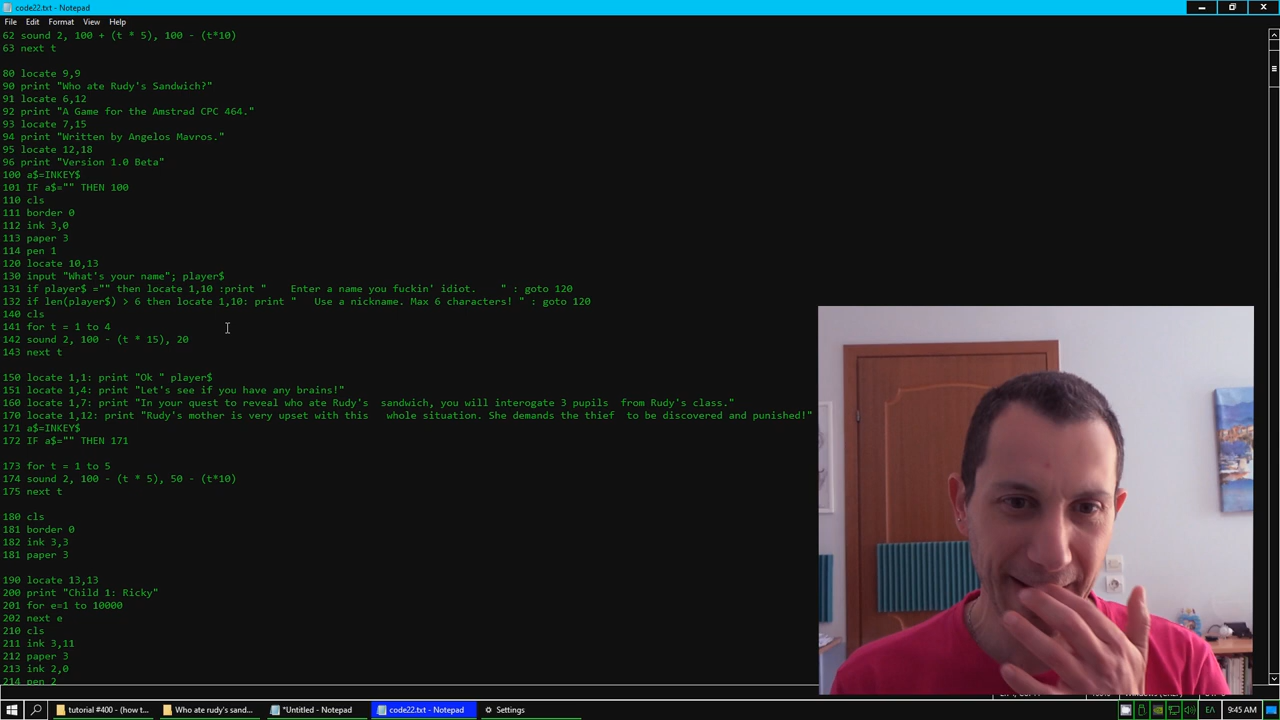 code22.txt - Notepad
File Edit Format View Help
62 sound 2, 100 + (t * 5), 100 - (t*10)
63 next t
80 locate 9,9
90 print "Who ate Rudy's Sandwich?"
91 locate 6,12
92 print "A Game for the Amstrad CPC 464."
93 locate 7,15
94 print "Written by Angelos Mavros."
95 locate 12,18
96 print "Version 1.0 Beta"
100 a$=INKEY$
101 IF a$="" THEN 100
110 cls
111 border 0
112 ink 3,0
113 paper 3
114 pen 1
120 locate 10,13
130 input "What's your name"; player$
131 if player$ ="" then locate 1,10 :print "    Enter a name you fuckin' idiot.    " : goto 120
132 if len(player$) > 6 then locate 1,10: print "   Use a nickname. Max 6 characters! " : goto 120
140 cls
141 for t = 1 to 4
142 sound 2, 100 - (t * 15), 20
143 next t
150 locate 1,1: print "Ok " player$
151 locate 1,4: print "Let's see if you have any brains!"
160 locate 1,7: print "In your quest to reveal who ate Rudy's  sandwich, you will interogate 3 pupils  from Rudy's class."
170 locate 1,12: print "Rudy's mother is very upset with this   whole situation. She demands the thief  to be discovered and punished!"
171 a$=INKEY$
172 IF a$="" THEN 171
173 for t = 1 to 5
174 sound 2, 100 - (t * 5), 50 - (t*10)
175 next t
180 cls
181 border 0
182 ink 3,3
181 paper 3
190 locate 13,13
200 print "Child 1: Ricky"
201 for e=1 to 10000
202 next e
210 cls
211 ink 3,11
212 paper 3
213 ink 2,0
214 pen 2
tutorial #400 - (how t... Who ate rudy's sand... *Untitled - Notepad code22.txt - Notepad Settings ΕΛ 9:45 AM